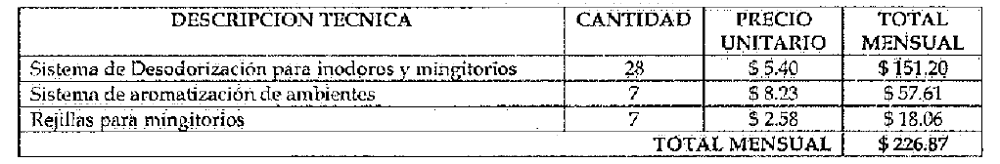 DESCRIPCION TECNICA CANTIDAD PRECIO UNITARIO TOTAL MENSUAL
Sistema de Desodorización para inodoros y mingitorios 28 $ 5.40 $ 151.20
Sistema de aromatización de ambientes 7 $ 8.23 $ 57.61
Rejillas para mingitorios 7 $ 2.58 $ 18.06
TOTAL MENSUAL $ 226.87